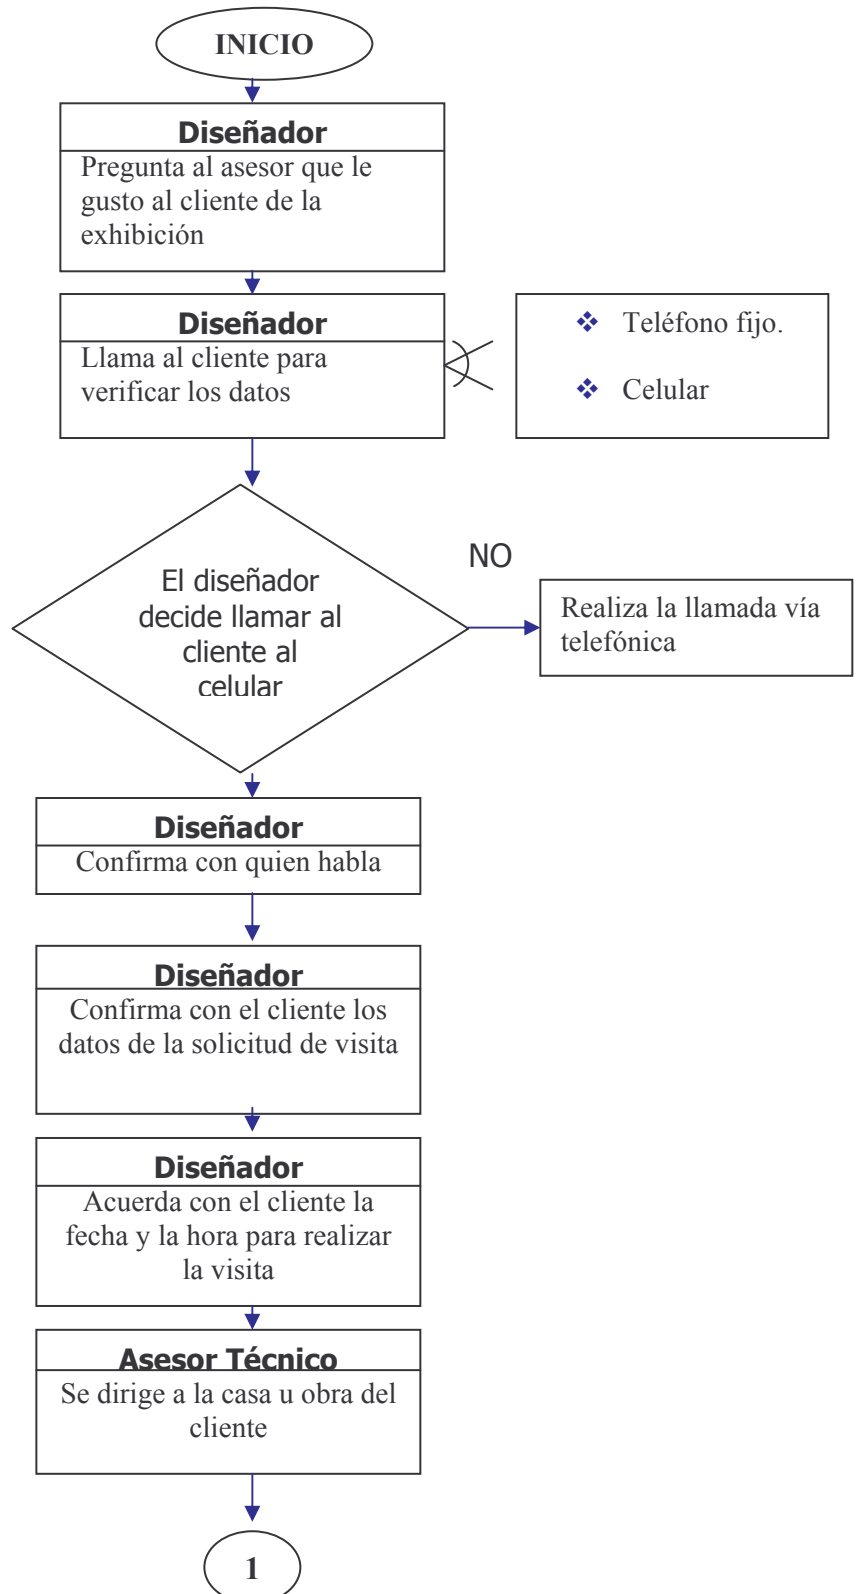 INICIO
Diseñador
Pregunta al asesor que le
gusto al cliente de la
exhibición
Diseñador
Llama al cliente para
verificar los datos
❖ Teléfono fijo.
❖ Celular
El diseñador
decide llamar al
cliente al
celular
NO
Realiza la llamada vía
telefónica
Diseñador
Confirma con quien habla
Diseñador
Confirma con el cliente los
datos de la solicitud de visita
Diseñador
Acuerda con el cliente la
fecha y la hora para realizar
la visita
Asesor Técnico
Se dirige a la casa u obra del
cliente
1